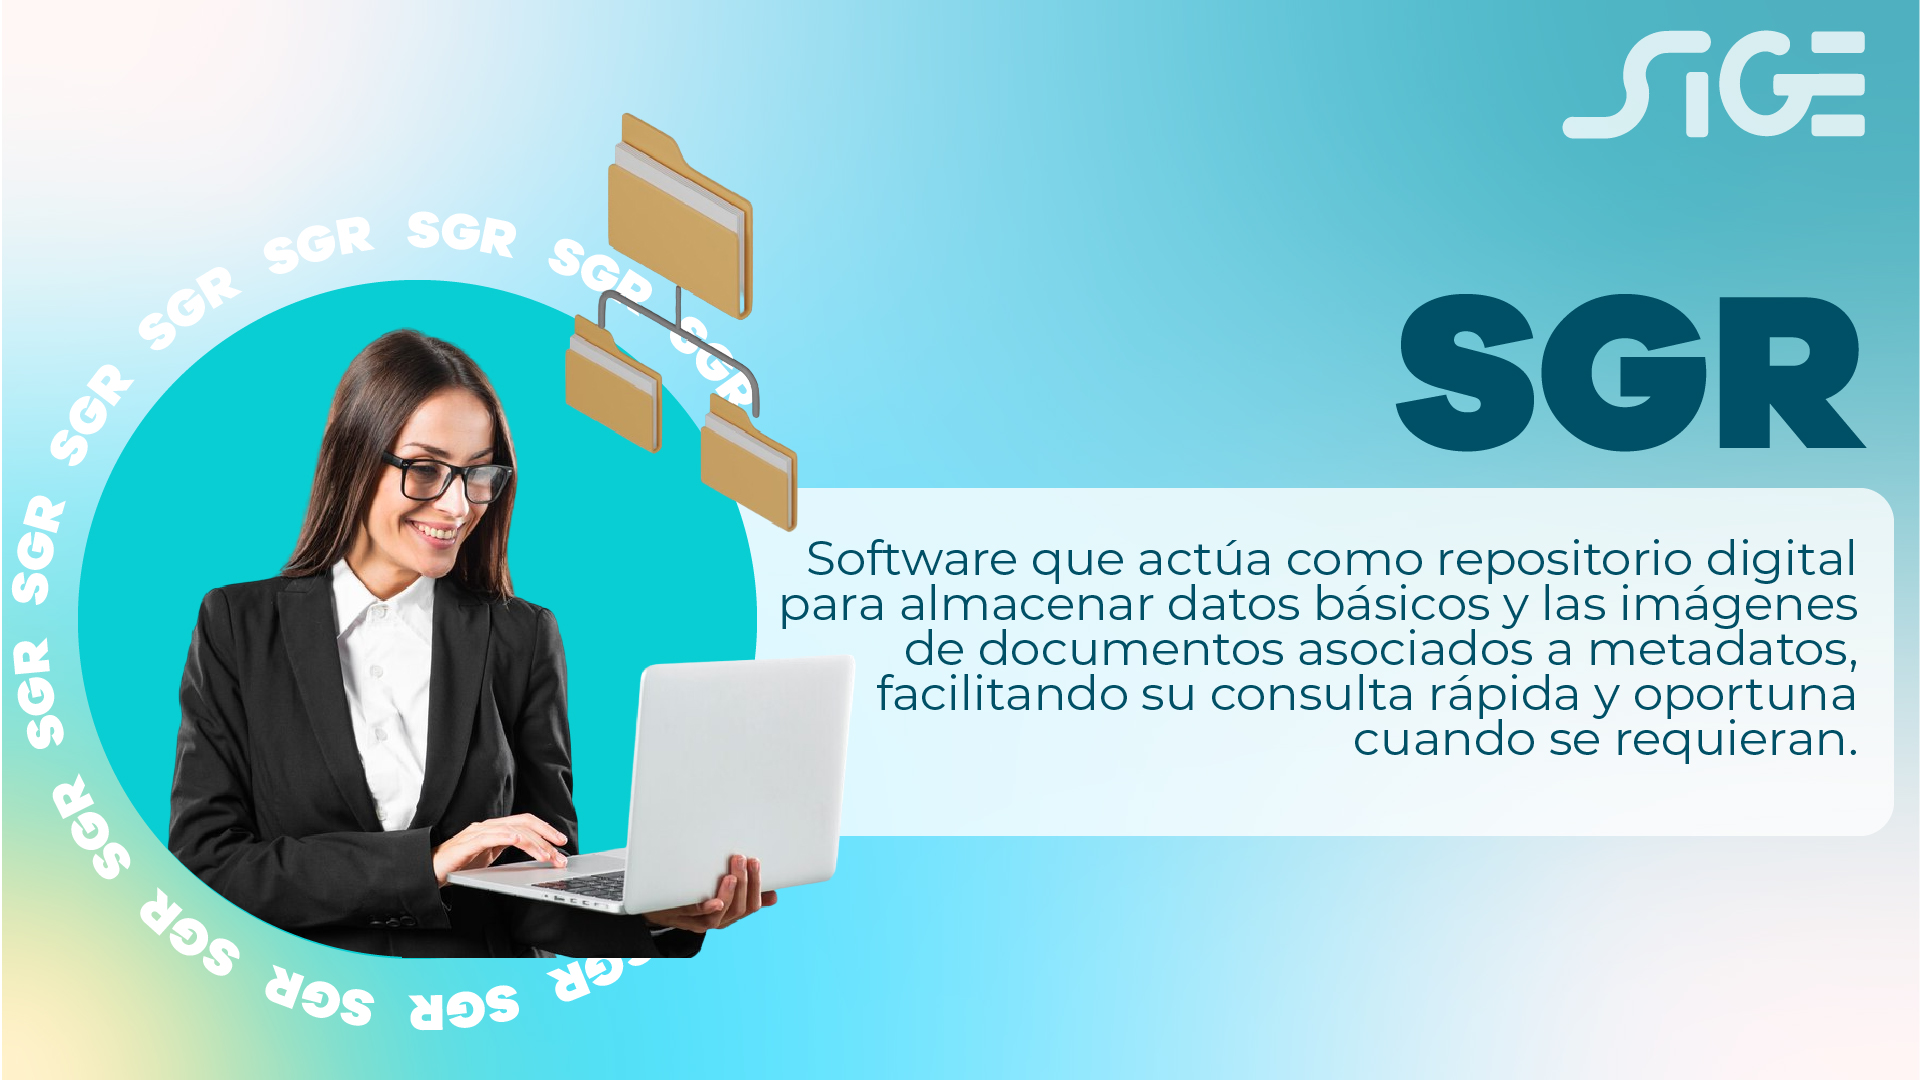 SIGE
SGR
Software que actúa como repositorio digital
para almacenar datos básicos y las imágenes
de documentos asociados a metadatos,
facilitando su consulta rápida y oportuna
cuando se requieran.
SGR SGR SGR SGR SGR SGR SGR SGR SGR SGR SGR SGR SGR SGR